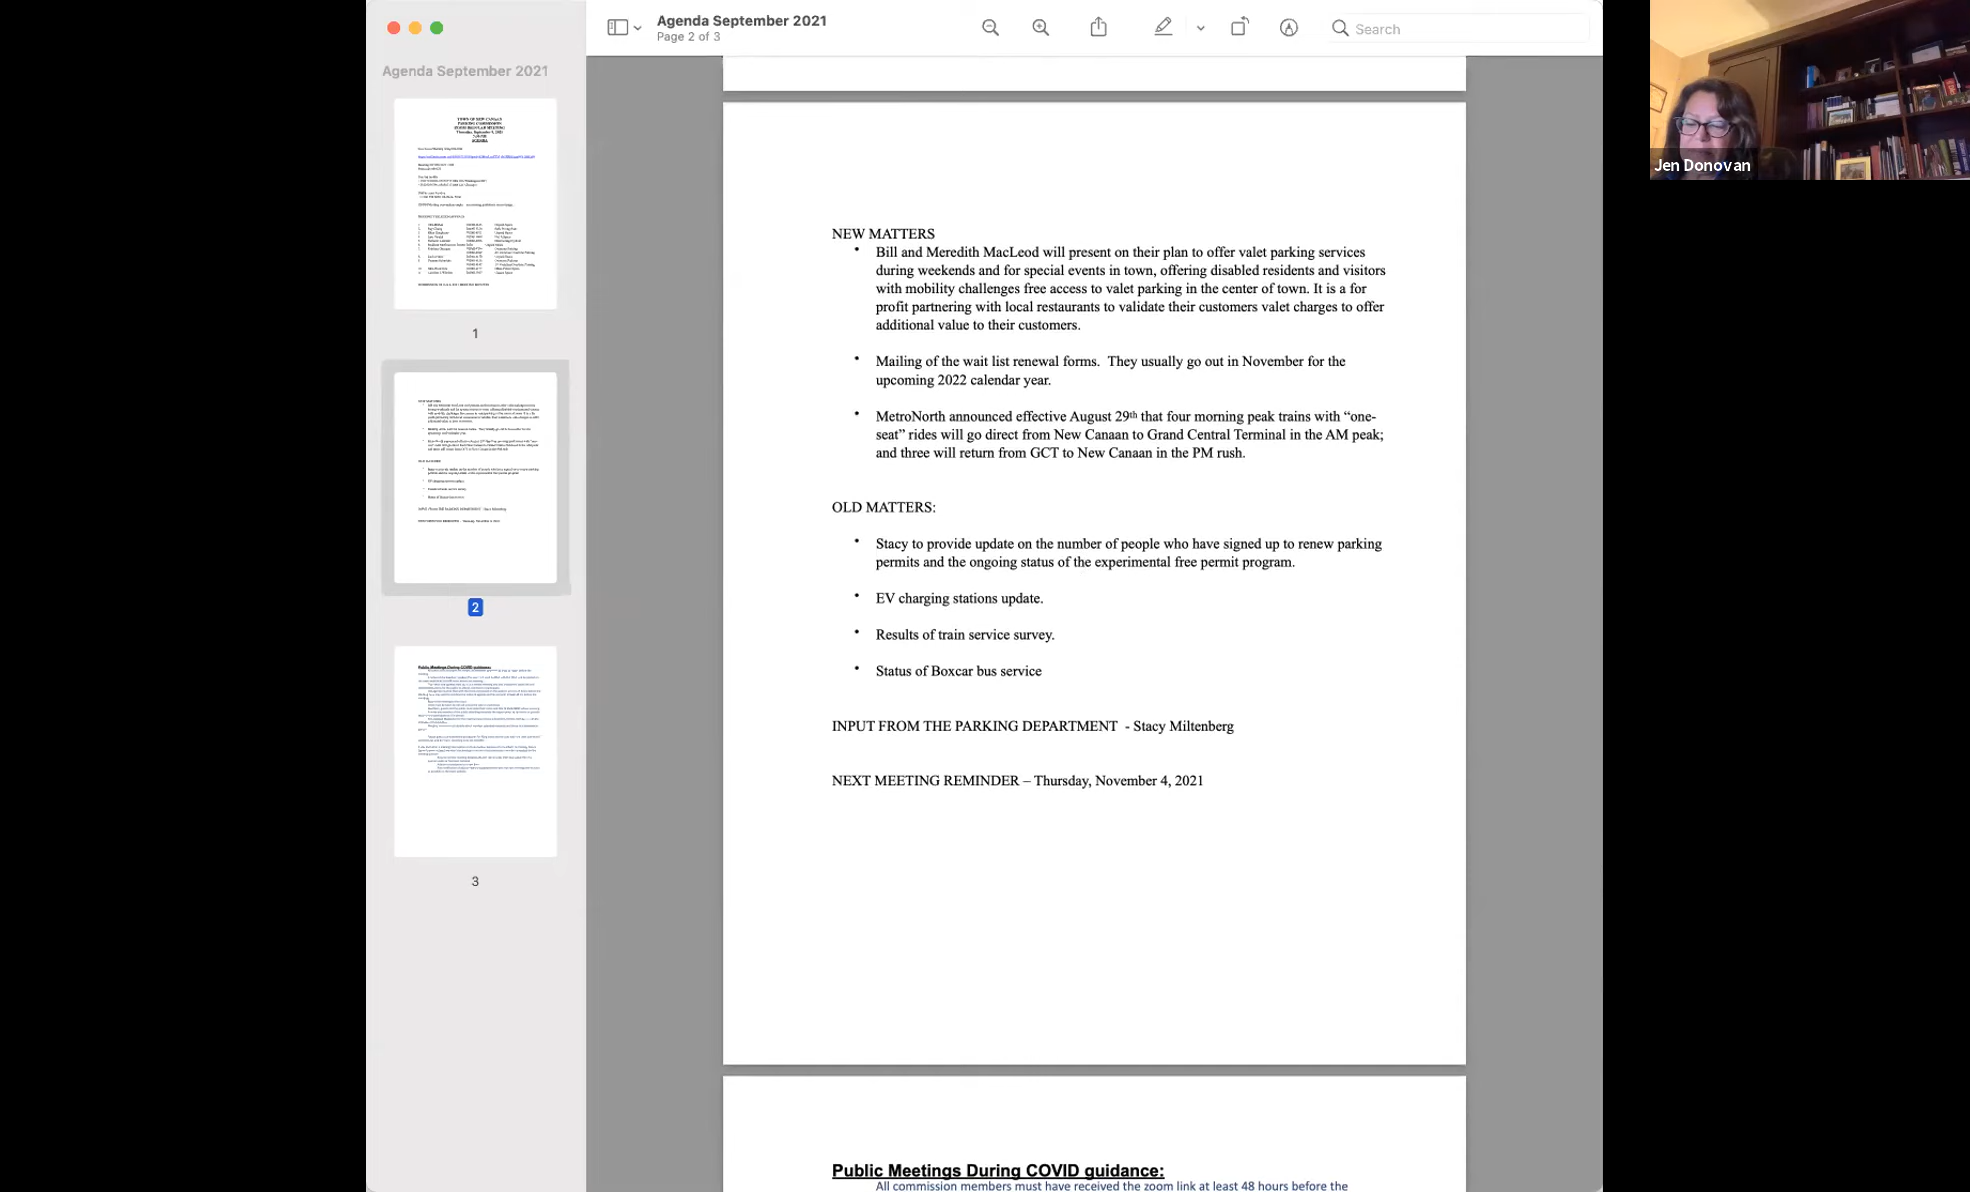 Agenda September 2021
Page 2 of 3
Search
Agenda September 2021
1
2
3
Jen Donovan
NEW MATTERS
• Bill and Meredith MacLeod will present on their plan to offer valet parking services
during weekends and for special events in town, offering disabled residents and visitors
with mobility challenges free access to valet parking in the center of town. It is a for
profit partnering with local restaurants to validate their customers valet charges to offer
additional value to their customers.
• Mailing of the wait list renewal forms.  They usually go out in November for the
upcoming 2022 calendar year.
• MetroNorth announced effective August 29th that four morning peak trains with “one-
seat” rides will go direct from New Canaan to Grand Central Terminal in the AM peak;
and three will return from GCT to New Canaan in the PM rush.
OLD MATTERS:
• Stacy to provide update on the number of people who have signed up to renew parking
permits and the ongoing status of the experimental free permit program.
• EV charging stations update.
• Results of train service survey.
• Status of Boxcar bus service
INPUT FROM THE PARKING DEPARTMENT  - Stacy Miltenberg
NEXT MEETING REMINDER – Thursday, November 4, 2021
Public Meetings During COVID guidance:
All commission members must have received the zoom link at least 48 hours before the